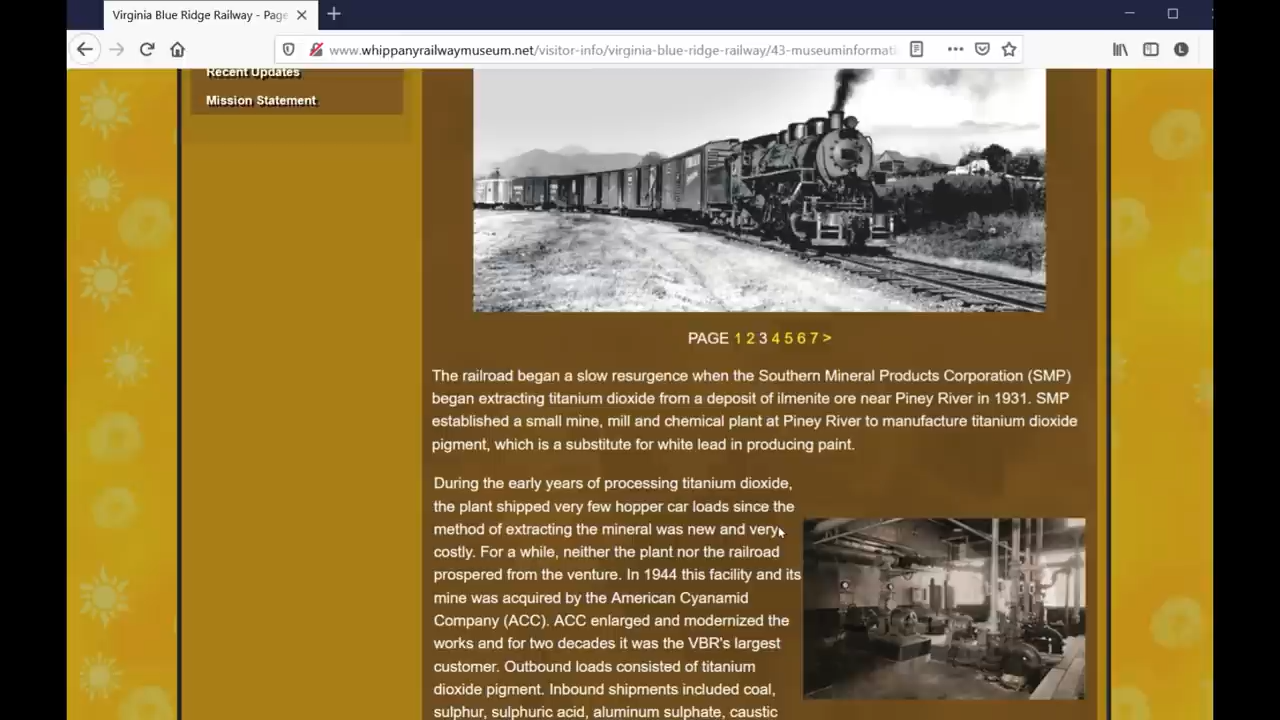 Virginia Blue Ridge Railway - Page
www.whippanyrailwaymuseum.net/visitor-info/virginia-blue-ridge-railway/43-museuminformati
L
Recent Updates
Mission Statement
PAGE 1 2 3 4 5 6 7 >
The railroad began a slow resurgence when the Southern Mineral Products Corporation (SMP)
began extracting titanium dioxide from a deposit of ilmenite ore near Piney River in 1931. SMP
established a small mine, mill and chemical plant at Piney River to manufacture titanium dioxide
pigment, which is a substitute for white lead in producing paint.
During the early years of processing titanium dioxide,
the plant shipped very few hopper car loads since the
method of extracting the mineral was new and very
costly. For a while, neither the plant nor the railroad
prospered from the venture. In 1944 this facility and its
mine was acquired by the American Cyanamid
Company (ACC). ACC enlarged and modernized the
works and for two decades it was the VBR's largest
customer. Outbound loads consisted of titanium
dioxide pigment. Inbound shipments included coal,
sulphur, sulphuric acid, aluminum sulphate, caustic